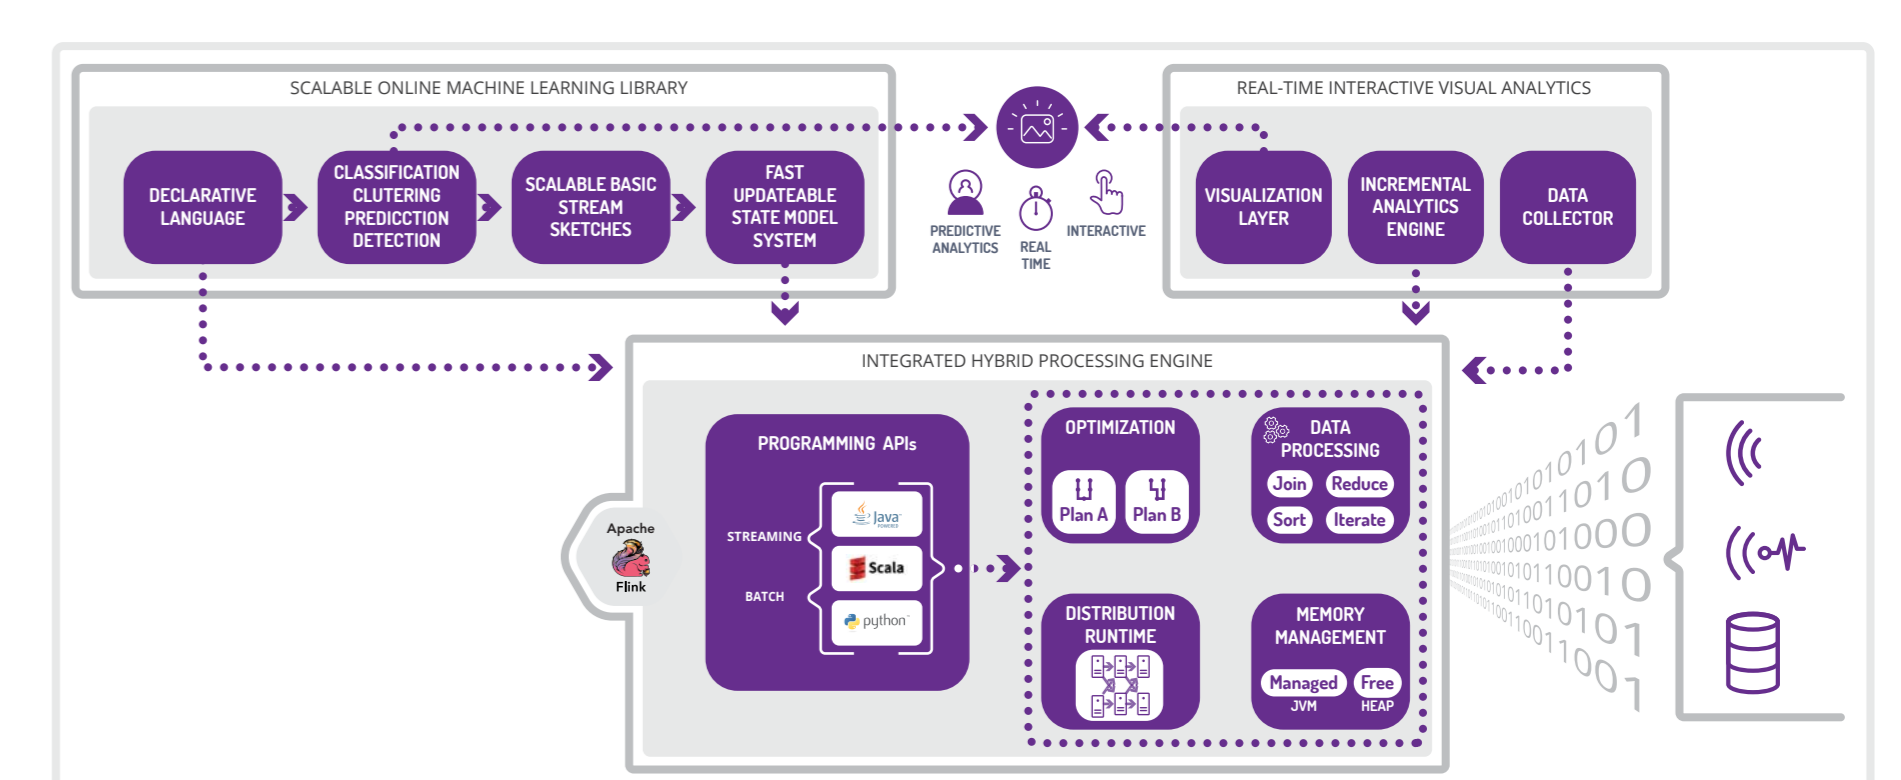 SCALABLE ONLINE MACHINE LEARNING LIBRARY
DECLARATIVE
LANGUAGE
CLASSIFICATION
CLUTERING
PREDICCTION
DETECTION
SCALABLE BASIC
STREAM
SKETCHES
FAST
UPDATEABLE
STATE MODEL
SYSTEM
PREDICTIVE
ANALYTICS
REAL
TIME
INTERACTIVE
REAL-TIME INTERACTIVE VISUAL ANALYTICS
VISUALIZATION
LAYER
INCREMENTAL
ANALYTICS
ENGINE
DATA
COLLECTOR
INTEGRATED HYBRID PROCESSING ENGINE
Apache
Flink
PROGRAMMING APIs
STREAMING
BATCH
Java
POWERED
Scala
python
OPTIMIZATION
Plan A
Plan B
DATA
PROCESSING
Join
Reduce
Sort
Iterate
DISTRIBUTION
RUNTIME
MEMORY
MANAGEMENT
Managed
Free
JVM
HEAP